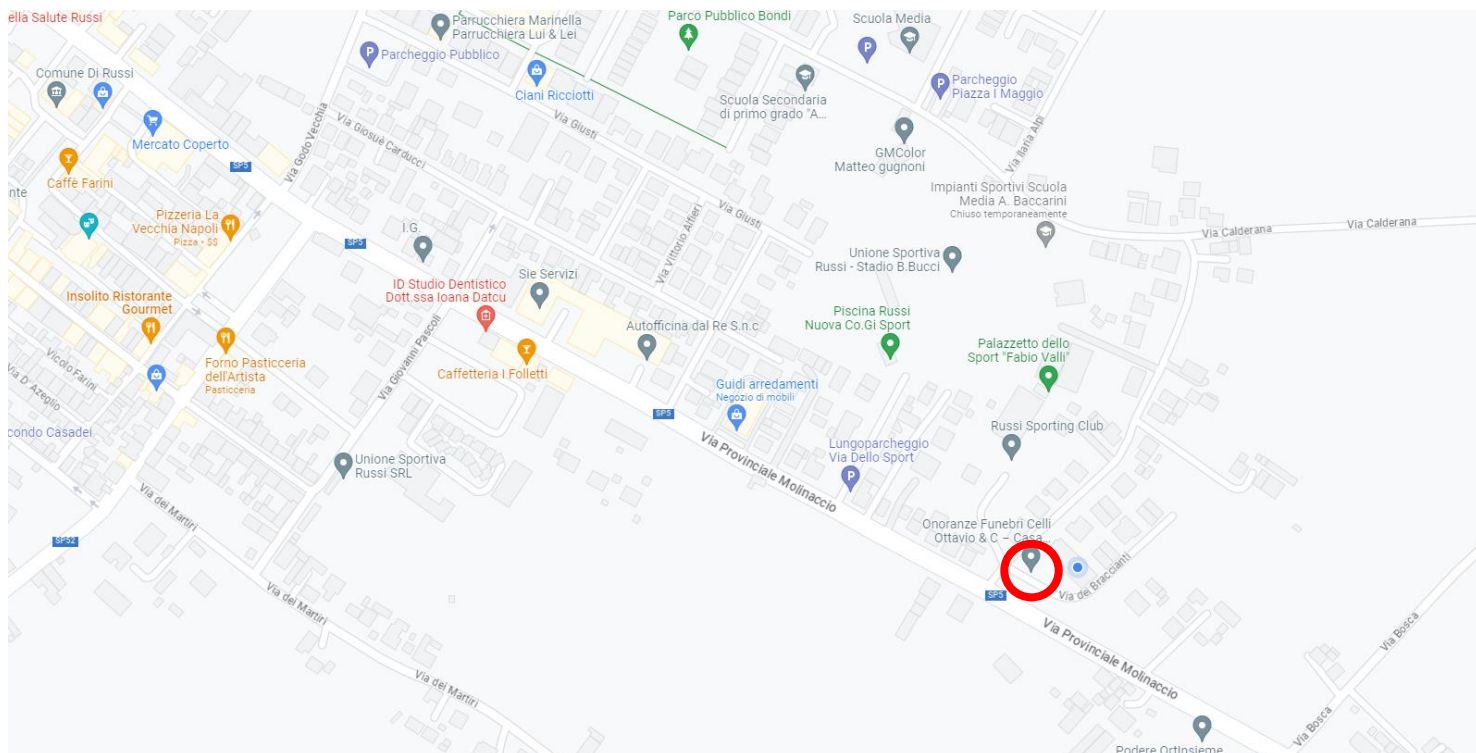 ella Salute Russi
Parrucchiera Marinella
Parrucchiera Lui & Lei
Parco Pubblico Bondi
Scuola Media
P
Parcheggio Pubblico
P
Comune Di Russi
Ciani Ricciotti
Scuola Secondaria
di primo grado "A...
P
Parcheggio
Piazza I Maggio
Via Godo Vecchia
Via Giosuè Carducci
Via Giusti
Via Ilaria Alpi
Mercato Coperto
SP5
GMColor
Matteo gugnoni
Caffè Farini
nte
Impianti Sportivi Scuola
Media A. Baccarini
Chiuso temporaneamente
Pizzeria La
Vecchia Napoli
Pizza • $$
I.G.
SP5
Via Vittorio Alfieri
Via Giusti
Via Calderana
Via Calderana
Unione Sportiva
Russi - Stadio B.Bucci
Sie Servizi
ID Studio Dentistico
Dott.ssa Ioana Datcu
Insolito Ristorante
Gourmet
Piscina Russi
Nuova Co.Gi Sport
Autofficina dal Re S.n.c
Palazzetto dello
Sport "Fabio Valli"
Via Giovanni Pascoli
Vicolo Farini
Forno Pasticceria
dell'Artista
Pasticceria
Caffetteria I Folletti
Via D'Azeglio
Guidi arredamenti
Negozio di mobili
SP5
condo Casadei
Russi Sporting Club
Via Provinciale Molinaccio
Lungoparcheggio
Via Dello Sport
P
Unione Sportiva
Russi SRL
Via dei Martiri
SP52
Onoranze Funebri Celli
Ottavio & C – Casa...
Via dei Braccianti
SP5
Via dei Martiri
Via Provinciale Molinaccio
Via Bosca
Via dei Martiri
Via Bosca
Podere OrtInsieme